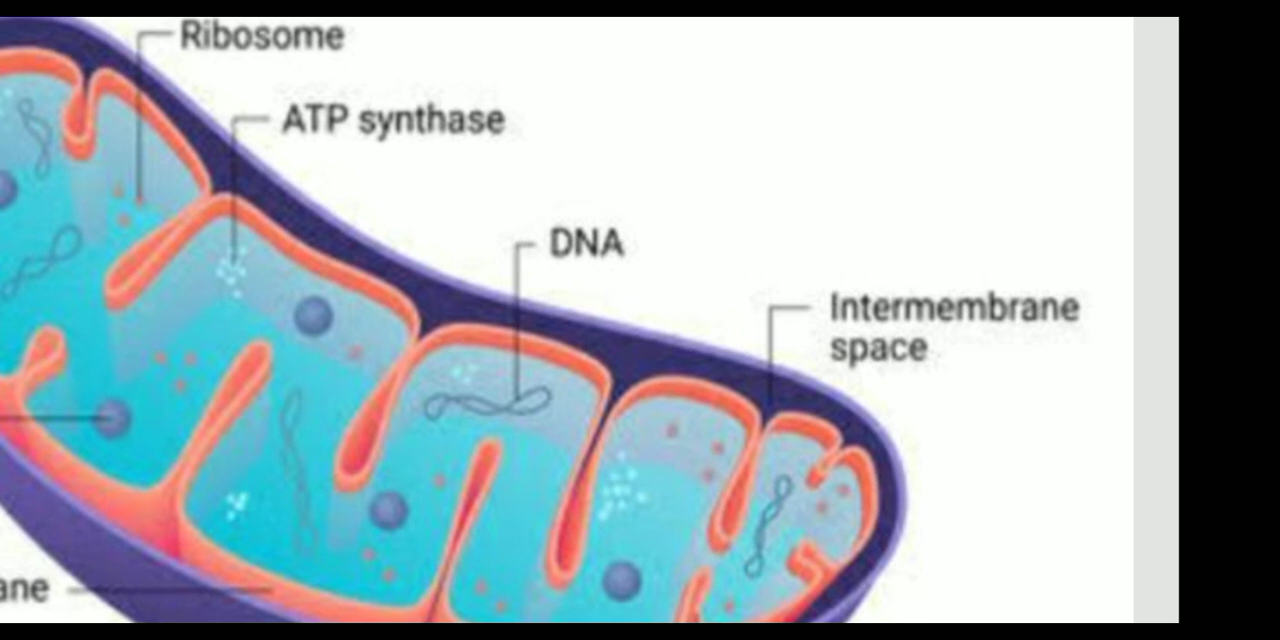 Ribosome
ATP synthase
DNA
Intermembrane
space
ane